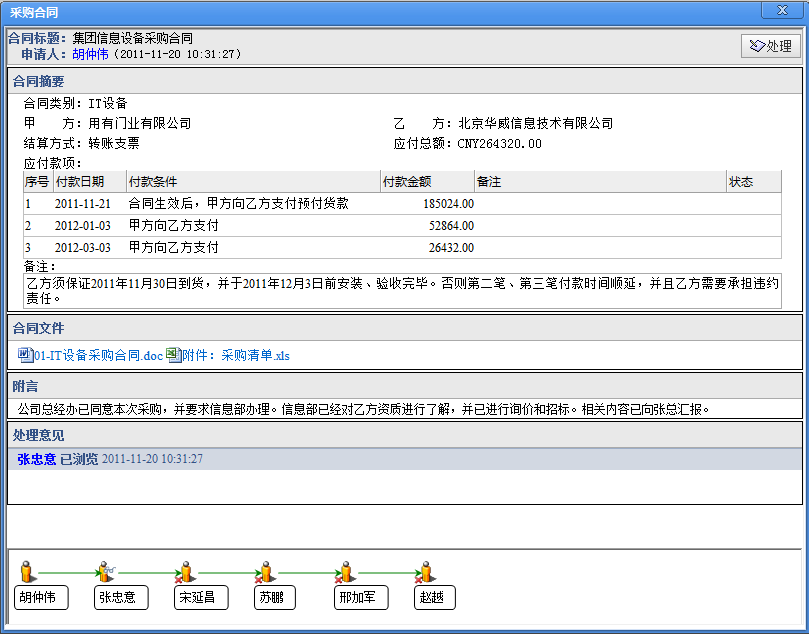 采购合同
合同标题：集团信息设备采购合同
申请人：胡仲伟（2011-11-20 10:31:27）
处理
合同摘要
合同类别：IT设备
甲　　方：用有门业有限公司
乙　　方：北京华威信息技术有限公司
结算方式：转账支票
应付总额：CNY264320.00
应付款项：
序号 付款日期 付款条件 付款金额 备注 状态
1 2011-11-21 合同生效后，甲方向乙方支付预付货款 185024.00
2 2012-01-03 甲方向乙方支付 52864.00
3 2012-03-03 甲方向乙方支付 26432.00
备注：
乙方须保证2011年11月30日到货，并于2011年12月3日前安装、验收完毕。否则第二笔、第三笔付款时间顺延，并且乙方需要承担违约
责任。
合同文件
01-IT设备采购合同.doc 附件：采购清单.xls
附言
公司总经办已同意本次采购，并要求信息部办理。信息部已经对乙方资质进行了解，并已进行询价和招标。相关内容已向张总汇报。
处理意见
张忠意 已浏览 2011-11-20 10:31:27
胡仲伟 张忠意 宋延昌 苏鹏 邢加军 赵越